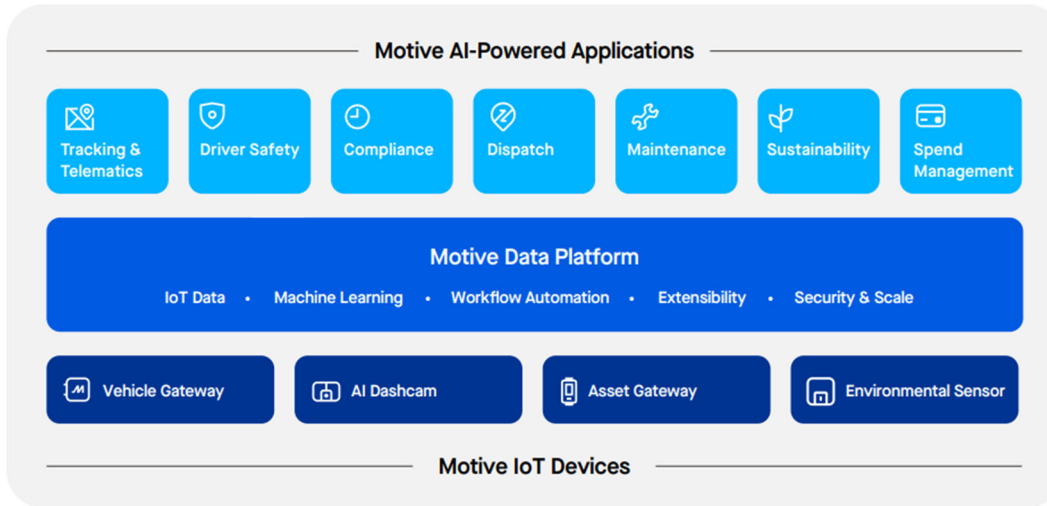 Motive AI-Powered Applications
Tracking &
Telematics
Driver Safety
Compliance
Dispatch
Maintenance
Sustainability
Spend
Management
Motive Data Platform
IoT Data • Machine Learning • Workflow Automation • Extensibility • Security & Scale
Vehicle Gateway
AI Dashcam
Asset Gateway
Environmental Sensor
Motive IoT Devices